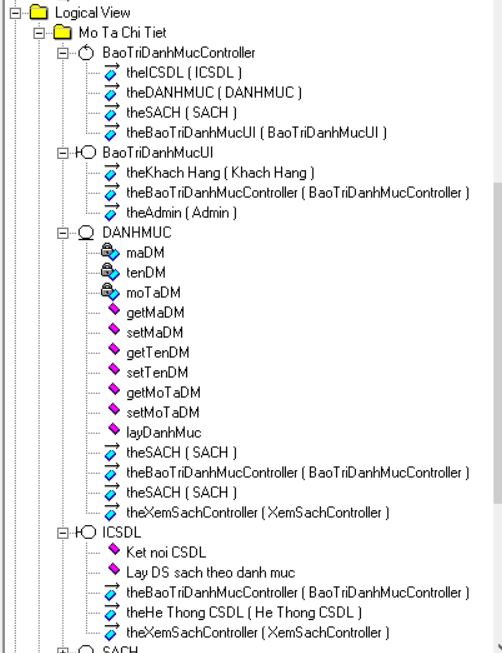 Logical View
Mo Ta Chi Tiet
BaoTriDanhMucController
theICSDL ( ICSDL )
theDANHMUC ( DANHMUC )
theSACH ( SACH )
theBaoTriDanhMucUI ( BaoTriDanhMucUI )
BaoTriDanhMucUI
theKhach Hang ( Khach Hang )
theBaoTriDanhMucController ( BaoTriDanhMucController )
theAdmin ( Admin )
DANHMUC
maDM
tenDM
moTaDM
getMaDM
setMaDM
getTenDM
setTenDM
getMoTaDM
setMoTaDM
layDanhMuc
theSACH ( SACH )
theBaoTriDanhMucController ( BaoTriDanhMucController )
theSACH ( SACH )
theXemSachController ( XemSachController )
ICSDL
Ket noi CSDL
Lay DS sach theo danh muc
theBaoTriDanhMucController ( BaoTriDanhMucController )
theHe Thong CSDL ( He Thong CSDL )
theXemSachController ( XemSachController )
SACH